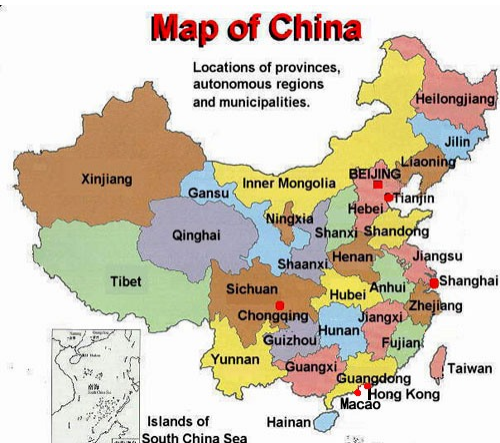 Map of China
Locations of provinces,
autonomous regions
and municipalities.
Heilongjiang
Jilin
Liaoning
BEIJING
Tianjin
Hebei
Inner Mongolia
Xinjiang
Gansu
Ningxia
Shanxi
Shandong
Qinghai
Shaanxi
Henan
Jiangsu
Tibet
Sichuan
Hubei
Anhui
Shanghai
Chongqing
Zhejiang
Hunan
Jiangxi
Guizhou
Fujian
Yunnan
Guangxi
Taiwan
Guangdong
Hong Kong
Macao
Hainan
Islands of
South China Sea
南海